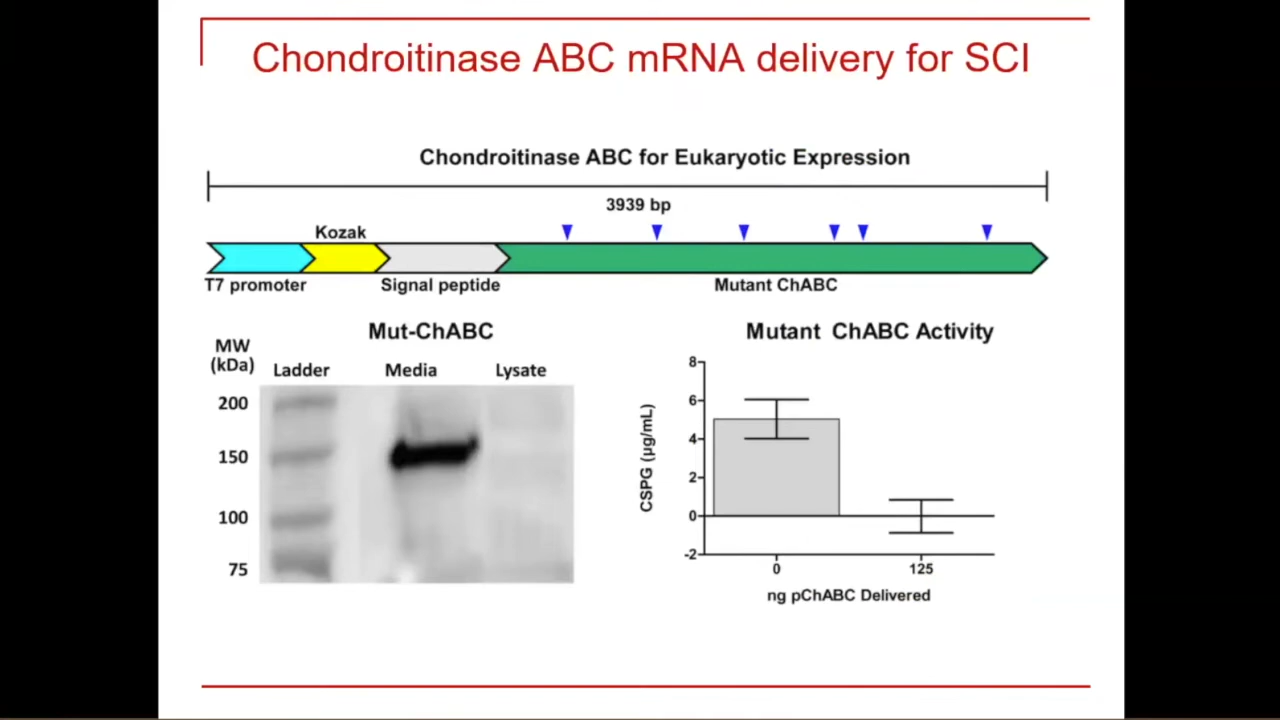 Chondroitinase ABC mRNA delivery for SCI
Chondroitinase ABC for Eukaryotic Expression
3939 bp
Kozak
T7 promoter
Signal peptide
Mutant ChABC
Mut-ChABC
MW
(kDa)
Ladder
Media
Lysate
200
150
100
75
Mutant ChABC Activity
CSPG (µg/mL)
8
6
4
2
0
-2
0
125
ng pChABC Delivered